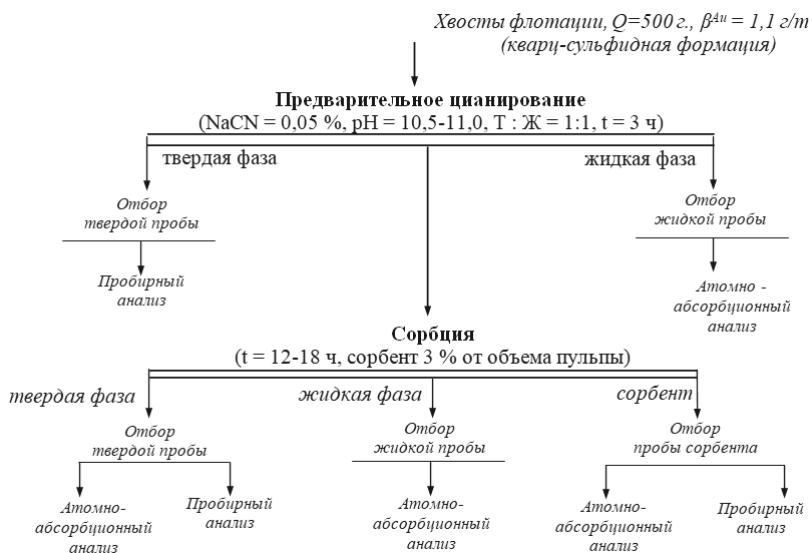 Хвосты флотации, Q=500 г., β^Au = 1,1 г/т
(кварц-сульфидная формация)
Предварительное цианирование
(NaCN = 0,05 %, pH = 10,5-11,0, Т : Ж = 1:1, t = 3 ч)
твердая фаза
жидкая фаза
Отбор
твердой пробы
Отбор
жидкой пробы
Пробирный
анализ
Атомно -
абсорбционный
анализ
Сорбция
(t = 12-18 ч, сорбент 3 % от объема пульпы)
твердая фаза
жидкая фаза
сорбент
Отбор
твердой пробы
Отбор
жидкой пробы
Отбор
пробы сорбента
Атомно-
абсорбционный
анализ
Пробирный
анализ
Атомно-
абсорбционный
анализ
Атомно-
абсорбционный
анализ
Пробирный
анализ